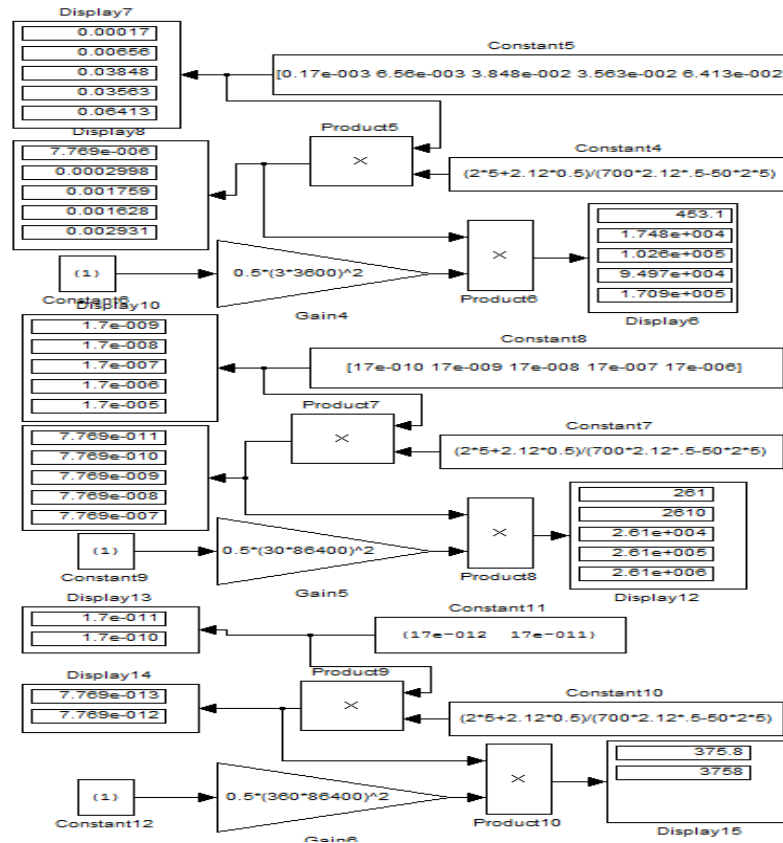 Display7
0.00017
0.00656
0.03848
0.03563
0.06413
Constant5
[0.17e-003 6.56e-003 3.848e-002 3.563e-002 6.413e-002
Display8
7.769e-006
0.0002998
0.001759
0.001628
0.002931
Product5
×
Constant4
(2*5+2.12*0.5)/(700*2.12*.5-50*2*5)
(1)
Constant6
0.5*(3*3600)^2
Gain4
×
Product6
453.1
1.748e+004
1.026e+005
9.497e+004
1.709e+005
Display6
Display10
1.7e-009
1.7e-008
1.7e-007
1.7e-006
1.7e-005
Constant8
[17e-010 17e-009 17e-008 17e-007 17e-006]
Product7
×
Constant7
(2*5+2.12*0.5)/(700*2.12*.5-50*2*5)
7.769e-011
7.769e-010
7.769e-009
7.769e-008
7.769e-007
(1)
Constant9
0.5*(30*86400)^2
Gain5
×
Product8
261
2610
2.61e+004
2.61e+005
2.61e+006
Display12
Display13
1.7e-011
1.7e-010
Constant11
(17e-012 17e-011)
Display14
7.769e-013
7.769e-012
Product9
×
Constant10
(2*5+2.12*0.5)/(700*2.12*.5-50*2*5)
(1)
Constant12
0.5*(360*86400)^2
Gain6
×
Product10
375.8
3758
Display15